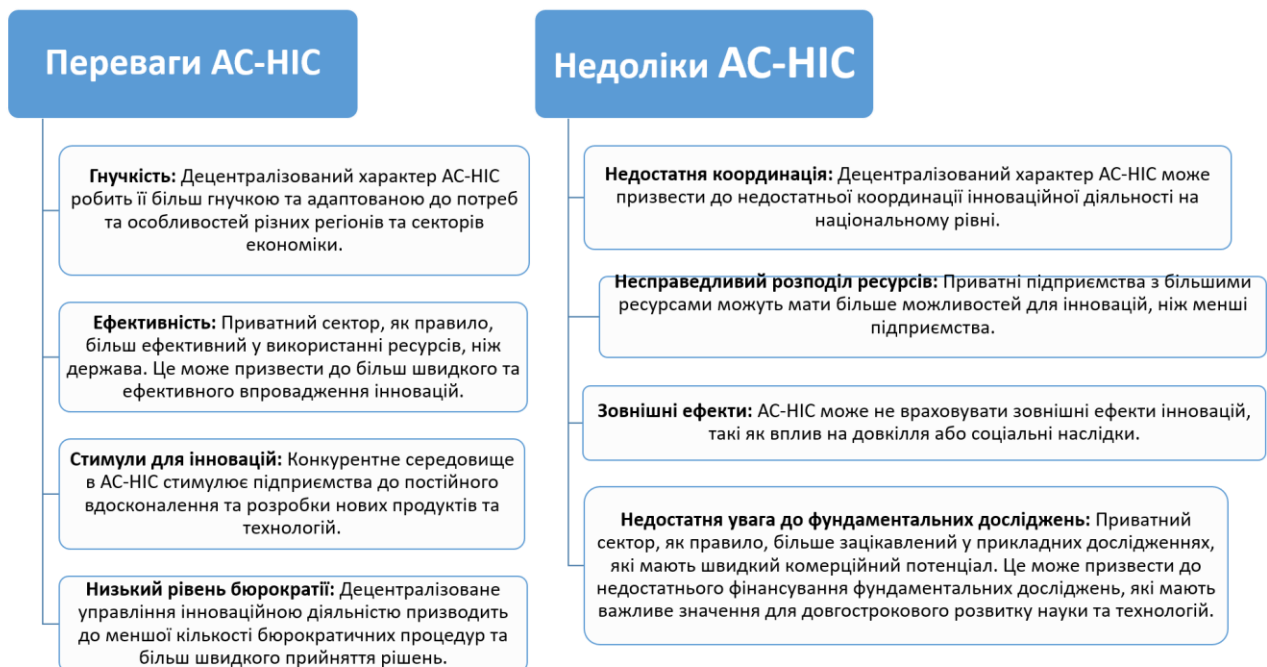 Переваги АС-НІС
Гнучкість: Децентралізований характер АС-НІС
робить її більш гнучкою та адаптованою до потреб
та особливостей різних регіонів та секторів
економіки.
Ефективність: Приватний сектор, як правило,
більш ефективний у використанні ресурсів, ніж
держава. Це може призвести до більш швидкого та
ефективного впровадження інновацій.
Стимули для інновацій: Конкурентне середовище
в АС-НІС стимулює підприємства до постійного
вдосконалення та розробки нових продуктів та
технологій.
Низький рівень бюрократії: Децентралізоване
управління інноваційною діяльністю призводить
до меншої кількості бюрократичних процедур та
більш швидкого прийняття рішень.
Недоліки АС-НІС
Недостатня координація: Децентралізований характер АС-НІС може
призвести до недостатньої координації інноваційної діяльності на
національному рівні.
Несправедливий розподіл ресурсів: Приватні підприємства з більшими
ресурсами можуть мати більше можливостей для інновацій, ніж менші
підприємства.
Зовнішні ефекти: АС-НІС може не враховувати зовнішні ефекти інновацій,
такі як вплив на довкілля або соціальні наслідки.
Недостатня увага до фундаментальних досліджень: Приватний
сектор, як правило, більше зацікавлений у прикладних дослідженнях,
які мають швидкий комерційний потенціал. Це може призвести до
недостатнього фінансування фундаментальних досліджень, які мають
важливе значення для довгострокового розвитку науки та технологій.